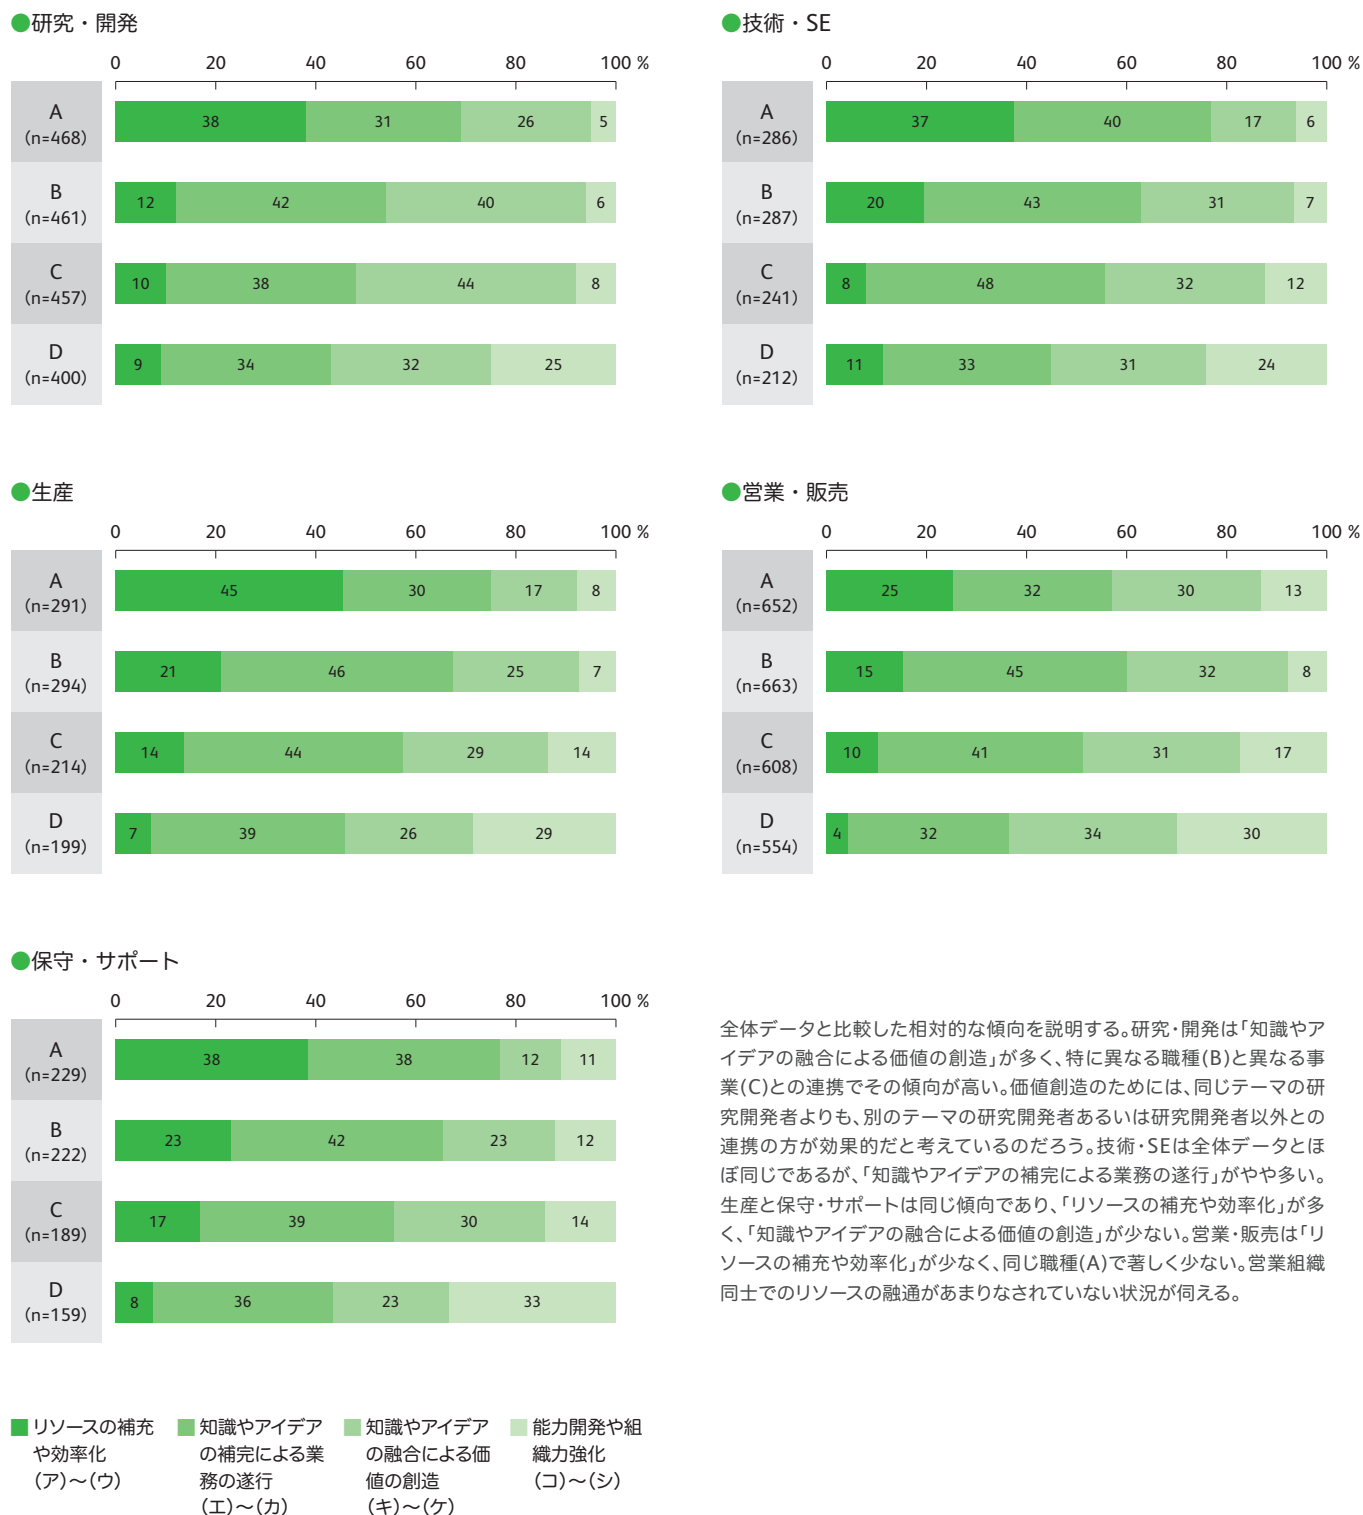 ●研究・開発
0 20 40 60 80 100 %
A
(n=468)
38 31 26 5
B
(n=461)
12 42 40 6
C
(n=457)
10 38 44 8
D
(n=400)
9 34 32 25
●技術・SE
0 20 40 60 80 100 %
A
(n=286)
37 40 17 6
B
(n=287)
20 43 31 7
C
(n=241)
8 48 32 12
D
(n=212)
11 33 31 24
●生産
0 20 40 60 80 100 %
A
(n=291)
45 30 17 8
B
(n=294)
21 46 25 7
C
(n=214)
14 44 29 14
D
(n=199)
7 39 26 29
●営業・販売
0 20 40 60 80 100 %
A
(n=652)
25 32 30 13
B
(n=663)
15 45 32 8
C
(n=608)
10 41 31 17
D
(n=554)
4 32 34 30
●保守・サポート
0 20 40 60 80 100 %
A
(n=229)
38 38 12 11
B
(n=222)
23 42 23 12
C
(n=189)
17 39 30 14
D
(n=159)
8 36 23 33
全体データと比較した相対的な傾向を説明する。研究・開発は「知識やア
イデアの融合による価値の創造」が多く、特に異なる職種(B)と異なる事
業(C)との連携でその傾向が高い。価値創造のためには、同じテーマの研
究開発者よりも、別のテーマの研究開発者あるいは研究開発者以外との
連携の方が効果的だと考えているのだろう。技術・SEは全体データとほ
ぼ同じであるが、「知識やアイデアの補完による業務の遂行」がやや多い。
生産と保守・サポートは同じ傾向であり、「リソースの補充や効率化」が多
く、「知識やアイデアの融合による価値の創造」が少ない。営業・販売は「リ
ソースの補充や効率化」が少なく、同じ職種(A)で著しく少ない。営業組織
同士でのリソースの融通があまりなされていない状況が伺える。
リソースの補充
や効率化
(ア)～(ウ)
知識やアイデア
の補完による業
務の遂行
(エ)～(カ)
知識やアイデア
の融合による価
値の創造
(キ)～(ケ)
能力開発や組
織力強化
(コ)～(シ)